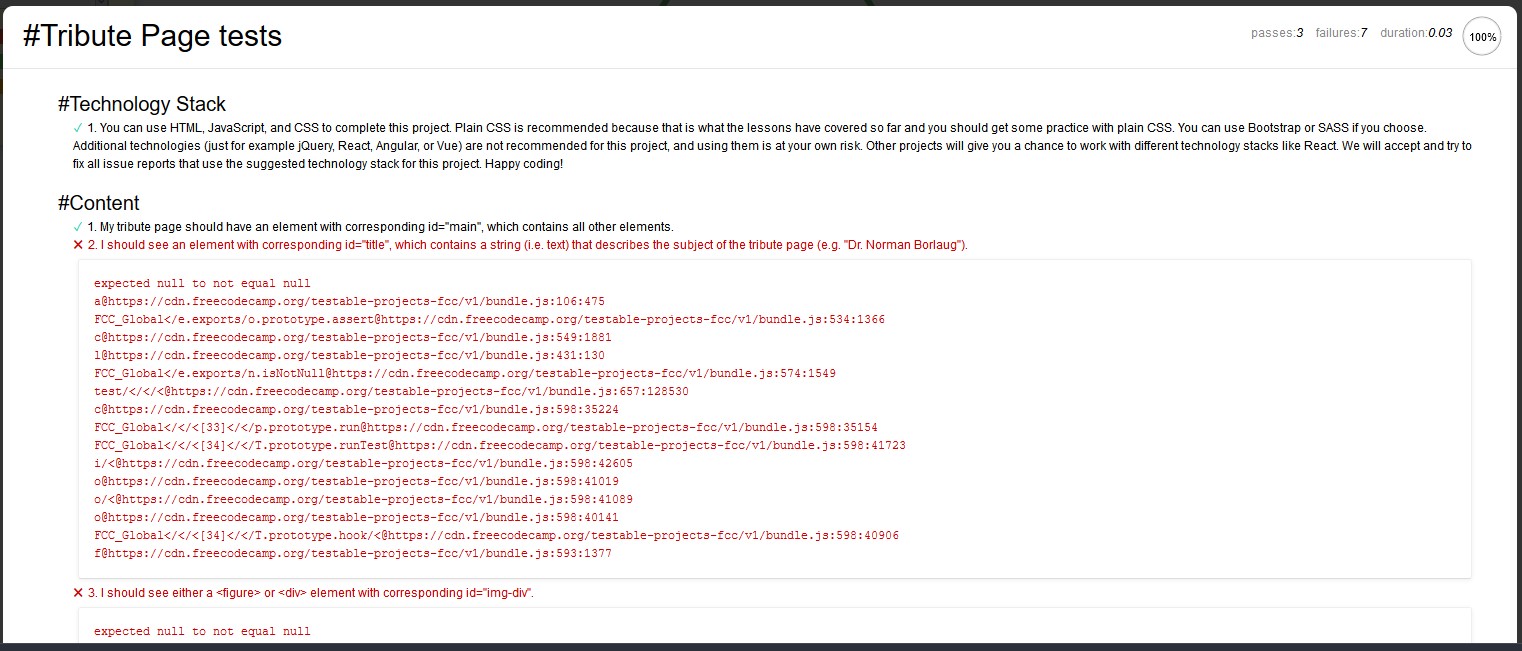 #Tribute Page tests
passes:3 failures:7 duration:0.03 100%
#Technology Stack
✓ 1. You can use HTML, JavaScript, and CSS to complete this project. Plain CSS is recommended because that is what the lessons have covered so far and you should get some practice with plain CSS. You can use Bootstrap or SASS if you choose.
Additional technologies (just for example jQuery, React, Angular, or Vue) are not recommended for this project, and using them is at your own risk. Other projects will give you a chance to work with different technology stacks like React. We will accept and try to
fix all issue reports that use the suggested technology stack for this project. Happy coding!
#Content
✓ 1. My tribute page should have an element with corresponding id="main", which contains all other elements.
✕ 2. I should see an element with corresponding id="title", which contains a string (i.e. text) that describes the subject of the tribute page (e.g. "Dr. Norman Borlaug").
expected null to not equal null
a@https://cdn.freecodecamp.org/testable-projects-fcc/v1/bundle.js:106:475
FCC_Global</e.exports/o.prototype.assert@https://cdn.freecodecamp.org/testable-projects-fcc/v1/bundle.js:534:1366
c@https://cdn.freecodecamp.org/testable-projects-fcc/v1/bundle.js:549:1881
l@https://cdn.freecodecamp.org/testable-projects-fcc/v1/bundle.js:431:130
FCC_Global</e.exports/n.isNotNull@https://cdn.freecodecamp.org/testable-projects-fcc/v1/bundle.js:574:1549
test/</</<@https://cdn.freecodecamp.org/testable-projects-fcc/v1/bundle.js:657:128530
c@https://cdn.freecodecamp.org/testable-projects-fcc/v1/bundle.js:598:35224
FCC_Global</</<[33]</</p.run@https://cdn.freecodecamp.org/testable-projects-fcc/v1/bundle.js:598:35154
FCC_Global</</<[34]</</T.prototype.runTest@https://cdn.freecodecamp.org/testable-projects-fcc/v1/bundle.js:598:41723
i/<@https://cdn.freecodecamp.org/testable-projects-fcc/v1/bundle.js:598:42605
o@https://cdn.freecodecamp.org/testable-projects-fcc/v1/bundle.js:598:41019
o/<@https://cdn.freecodecamp.org/testable-projects-fcc/v1/bundle.js:598:41089
o@https://cdn.freecodecamp.org/testable-projects-fcc/v1/bundle.js:598:40141
FCC_Global</</<[34]</</T.prototype.hook/<@https://cdn.freecodecamp.org/testable-projects-fcc/v1/bundle.js:598:40906
f@https://cdn.freecodecamp.org/testable-projects-fcc/v1/bundle.js:593:1377
✕ 3. I should see either a <figure> or <div> element with corresponding id="img-div".
expected null to not equal null